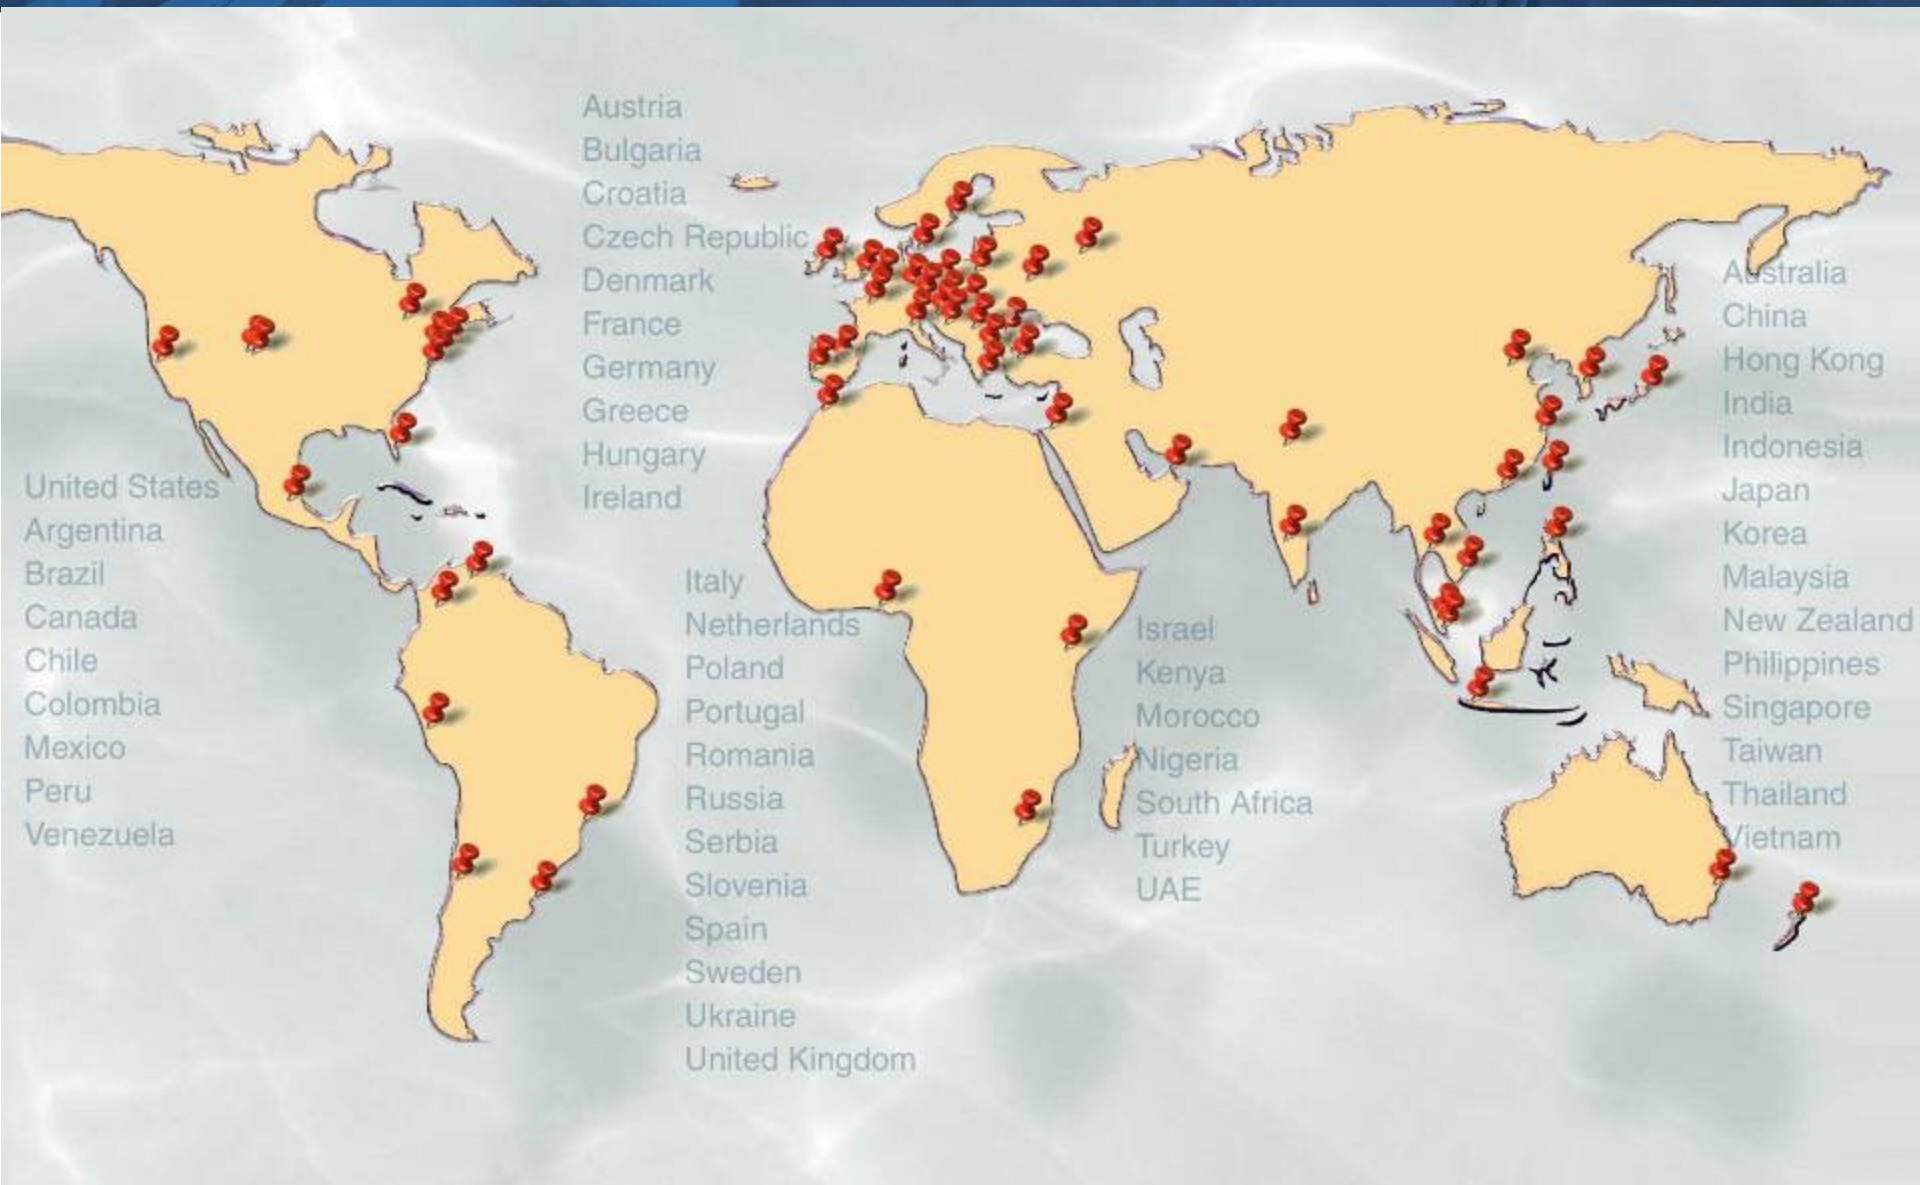 United States
Argentina
Brazil
Canada
Chile
Colombia
Mexico
Peru
Venezuela
Austria
Bulgaria
Croatia
Czech Republic
Denmark
France
Germany
Greece
Hungary
Ireland
Italy
Netherlands
Poland
Portugal
Romania
Russia
Serbia
Slovenia
Spain
Sweden
Ukraine
United Kingdom
Israel
Kenya
Morocco
Nigeria
South Africa
Turkey
UAE
Australia
China
Hong Kong
India
Indonesia
Japan
Korea
Malaysia
New Zealand
Philippines
Singapore
Taiwan
Thailand
Vietnam